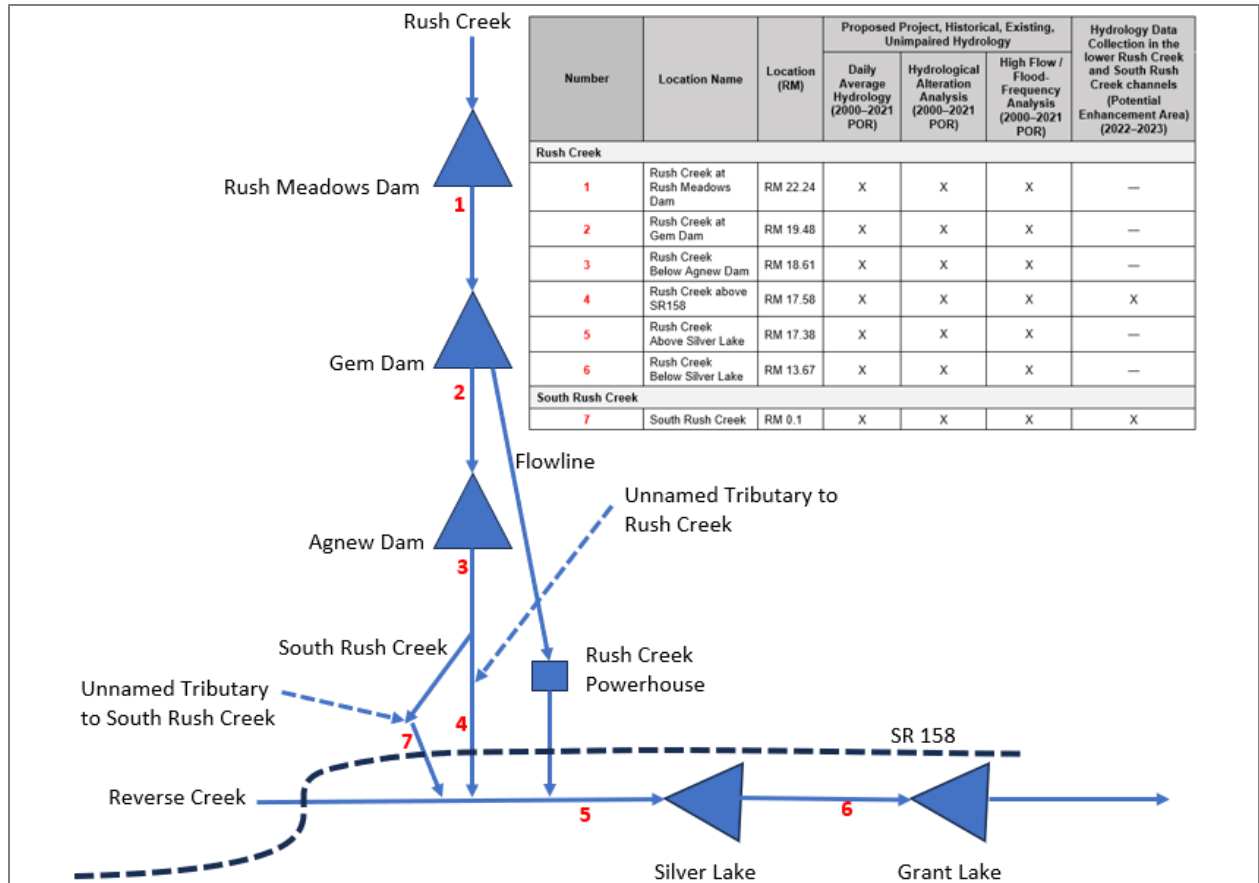 Rush Creek
Number
Location Name
Location
(RM)
Proposed Project, Historical, Existing,
Unimpaired Hydrology
Daily
Average
Hydrology
(2000–2021
POR)
Hydrological
Alteration
Analysis
(2000–2021
POR)
High Flow /
Flood-
Frequency
Analysis
(2000–2021
POR)
Hydrology Data
Collection in the
lower Rush Creek
and South Rush
Creek channels
(Potential
Enhancement Area)
(2022–2023)
Rush Creek
1
Rush Creek at
Rush Meadows
Dam
RM 22.24
X
X
X
—
2
Rush Creek at
Gem Dam
RM 19.48
X
X
X
—
3
Rush Creek
Below Agnew Dam
RM 18.61
X
X
X
—
4
Rush Creek above
SR158
RM 17.58
X
X
X
X
5
Rush Creek
Above Silver Lake
RM 17.38
X
X
X
—
6
Rush Creek
Below Silver Lake
RM 13.67
X
X
X
—
South Rush Creek
7
South Rush Creek
RM 0.1
X
X
X
X
Rush Meadows Dam
1
Gem Dam
2
Flowline
Unnamed Tributary to
Rush Creek
Agnew Dam
3
South Rush Creek
Rush Creek
Powerhouse
Unnamed Tributary
to South Rush Creek
4
7
SR 158
Reverse Creek
5
6
Silver Lake
Grant Lake